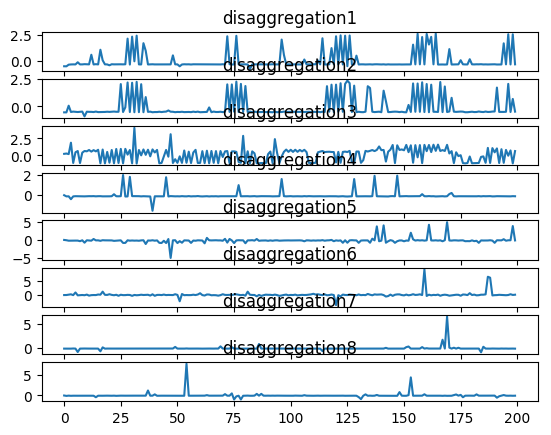 disaggregation1
2.5
0.0
disaggregation2
2.5
0.0
disaggregation3
2.5
0.0
disaggregation4
2
0
disaggregation5
5
0
−5
disaggregation6
5
0
disaggregation7
5
0
disaggregation8
5
0
0 25 50 75 100 125 150 175 200